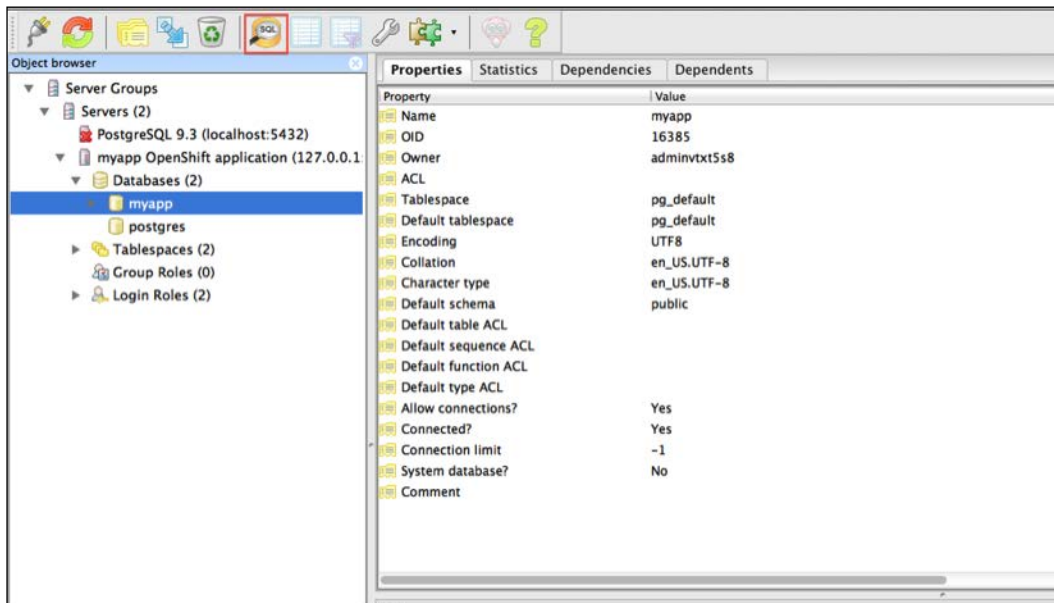 SQL
Object browser
Server Groups
Servers (2)
PostgreSQL 9.3 (localhost:5432)
myapp OpenShift application (127.0.0.1:
Databases (2)
myapp
postgres
Tablespaces (2)
Group Roles (0)
Login Roles (2)
Properties Statistics Dependencies Dependents
Property Value
Name myapp
OID 16385
Owner adminvtxt5s8
ACL
Tablespace pg_default
Default tablespace pg_default
Encoding UTF8
Collation en_US.UTF-8
Character type en_US.UTF-8
Default schema public
Default table ACL
Default sequence ACL
Default function ACL
Default type ACL
Allow connections? Yes
Connected? Yes
Connection limit -1
System database? No
Comment